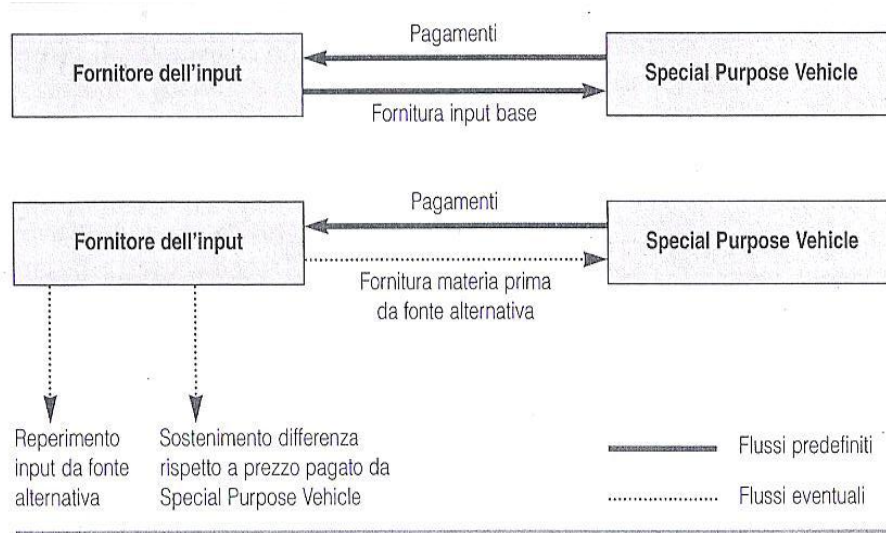 Pagamenti
Fornitore dell'input
Special Purpose Vehicle
Fornitura input base
Pagamenti
Fornitore dell'input
Special Purpose Vehicle
Fornitura materia prima
da fonte alternativa
Reperimento
input da fonte
alternativa
Sostenimento differenza
rispetto a prezzo pagato da
Special Purpose Vehicle
Flussi predefiniti
Flussi eventuali